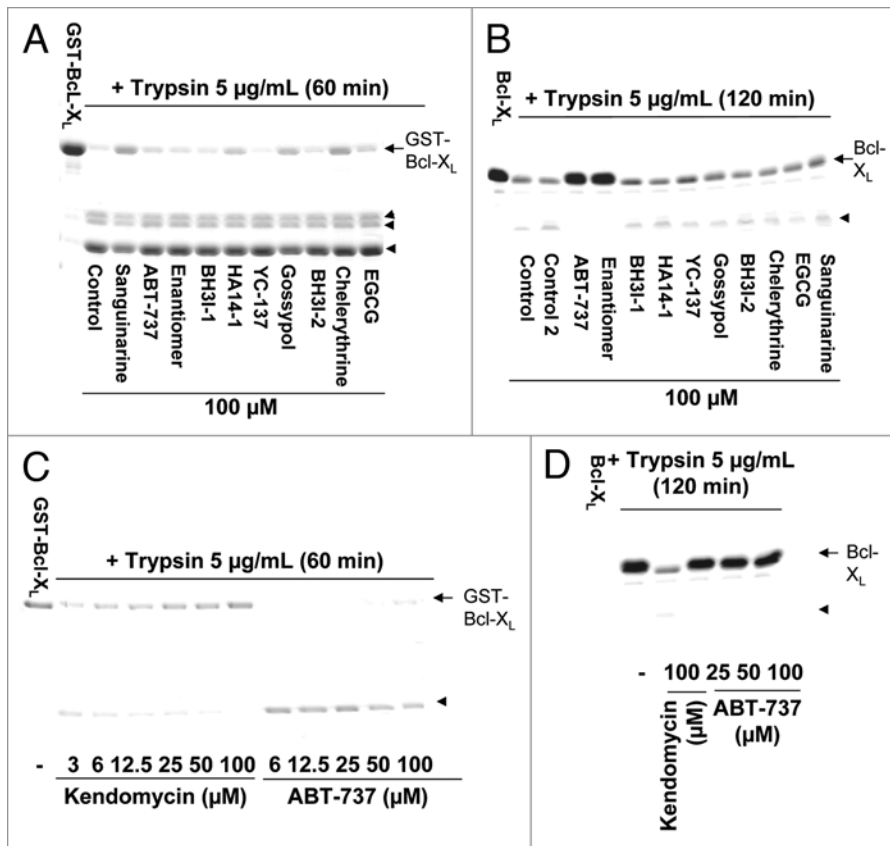 A
GST-BcL-XL
+ Trypsin 5 µg/mL (60 min)
GST-
Bcl-XL
Control
Sanguinarine
ABT-737
Enantiomer
BH3I-1
HA14-1
YC-137
Gossypol
BH3I-2
Chelerythrine
EGCG
100 µM
B
Bcl-XL
+ Trypsin 5 µg/mL (120 min)
Bcl-
XL
Control
Control 2
ABT-737
Enantiomer
BH3I-1
HA14-1
YC-137
Gossypol
BH3I-2
Chelerythrine
EGCG
Sanguinarine
100 µM
C
GST-Bcl-XL
+ Trypsin 5 µg/mL (60 min)
GST-
Bcl-XL
- 3 6 12.5 25 50 100 6 12.5 25 50 100
Kendomycin (µM) ABT-737 (µM)
D
Bcl-XL
+ Trypsin 5 µg/mL
(120 min)
Bcl-
XL
- 100 25 50 100
Kendomycin
(µM)
ABT-737
(µM)